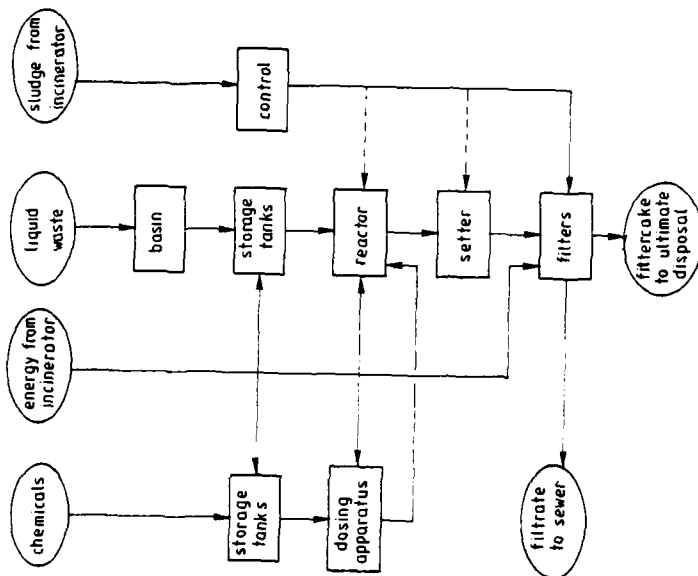 sludge from
incinerator
liquid
waste
energy from
incinerator
chemicals
control
basin
storage
tanks
storage
tanks
reactor
dosing
apparatus
setter
filters
filtrate
to sewer
filtercake
to ultimate
disposal